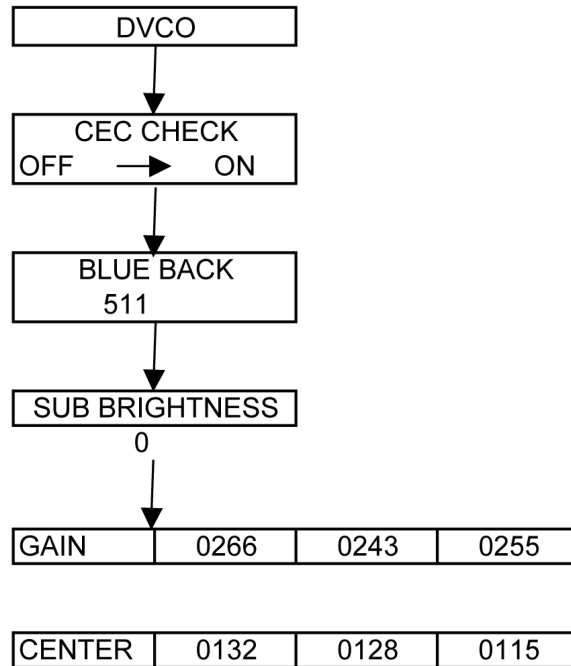 DVCO
CEC CHECK
OFF ON
BLUE BACK
511
SUB BRIGHTNESS
0
GAIN 0266 0243 0255
CENTER 0132 0128 0115